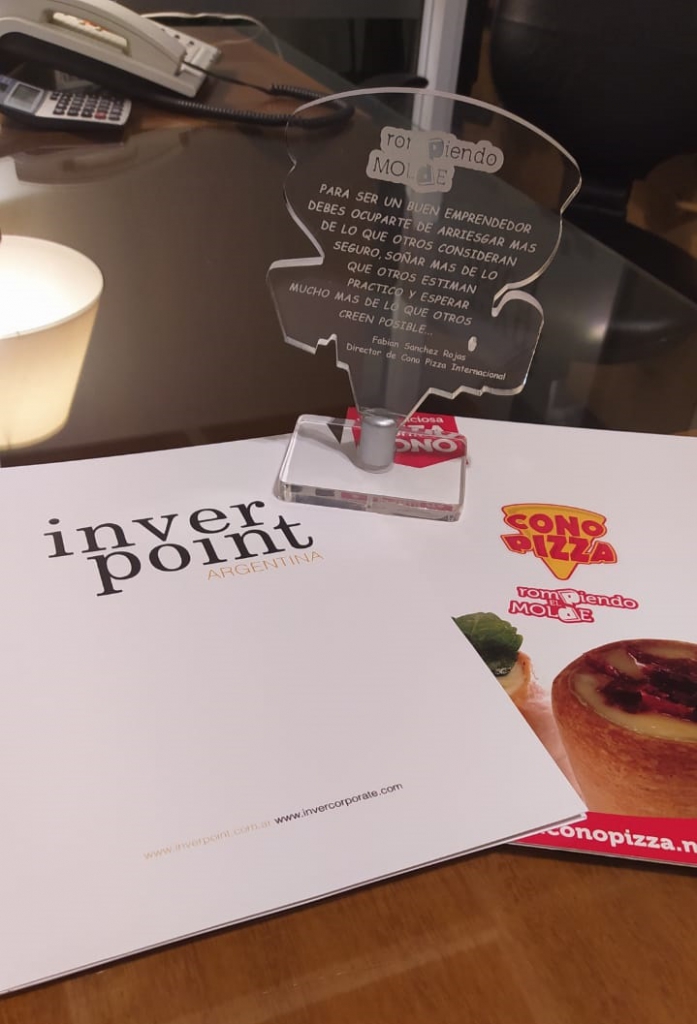 rompiendo
MOLdE
PARA SER UN BUEN EMPRENDEDOR
DEBES OCUPARTE DE ARRIESGAR MAS
DE LO QUE OTROS CONSIDERAN
SEGURO, SOÑAR MAS DE LO
QUE OTROS ESTIMAN
PRACTICO Y ESPERAR
MUCHO MAS DE LO QUE OTROS
CREEN POSIBLE...
Fabian Sanchez Rojas
Director de Cono Pizza Internacional
CONO
inver
point
ARGENTINA
CONO
PIZZA
rompiendo
EL
MOLdE
www.inverpoint.com.ar www.invercorporate.com
conopizza.n